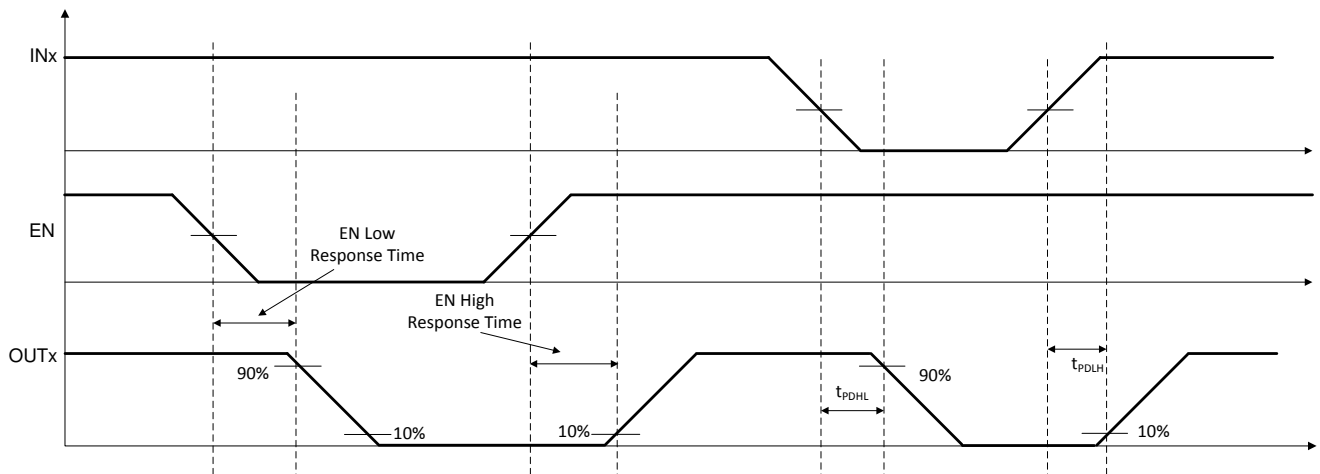 INx
EN
EN Low
Response Time
EN High
Response Time
OUTx
90%
10%
10%
t_PDHL
90%
t_PDLH
10%